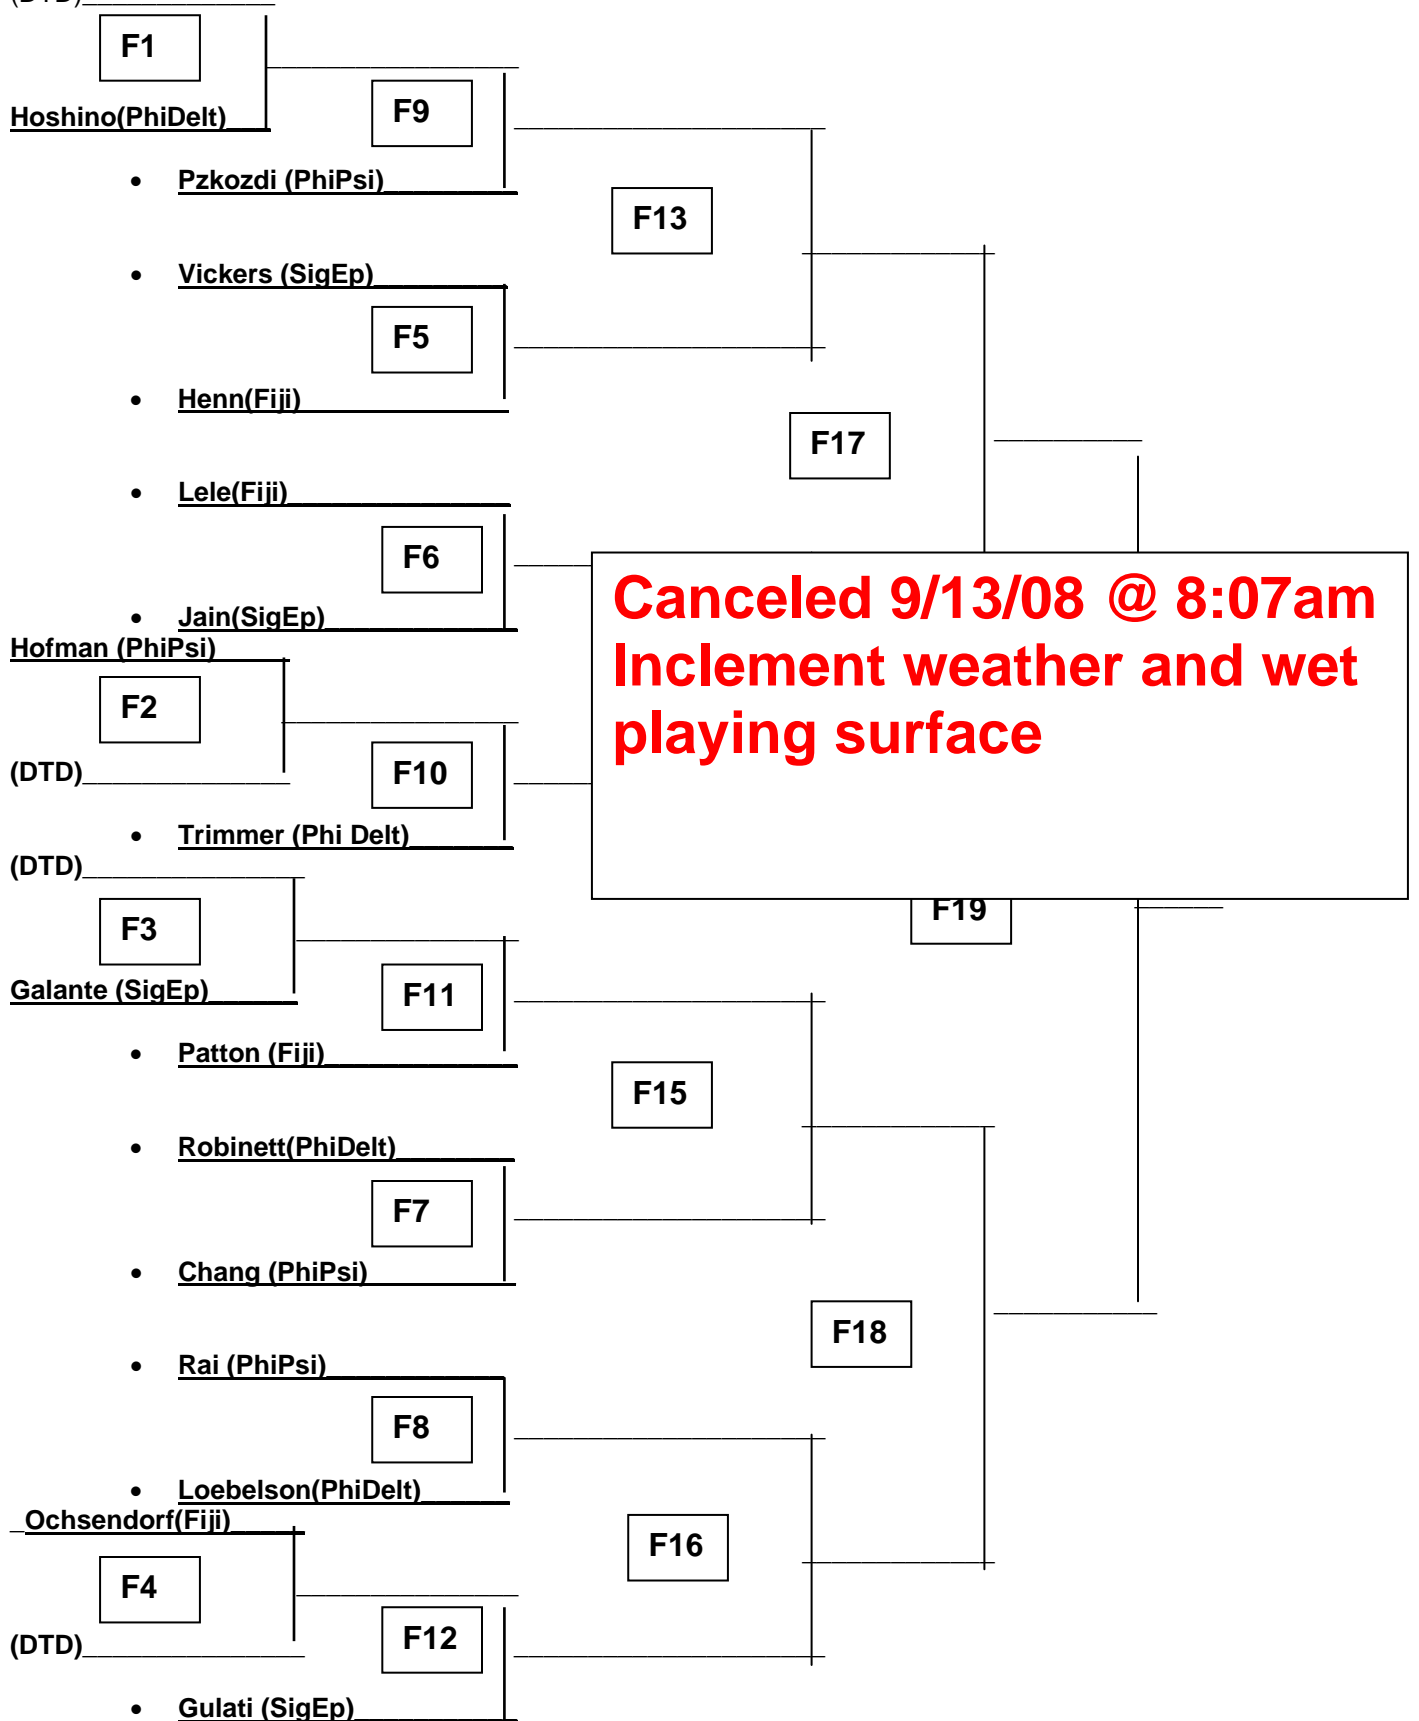 (DTD)
F1
Hoshino(PhiDelt)
F9
• Pzkozdi (PhiPsi)
F13
• Vickers (SigEp)
F5
• Henn(Fiji)
F17
• Lele(Fiji)
F6
Canceled 9/13/08 @ 8:07am
Inclement weather and wet
playing surface
• Jain(SigEp)
Hofman (PhiPsi)
F2
(DTD)
F10
• Trimmer (Phi Delt)
(DTD)
F19
F3
Galante (SigEp)
F11
• Patton (Fiji)
F15
• Robinett(PhiDelt)
F7
• Chang (PhiPsi)
F18
• Rai (PhiPsi)
F8
• Loebelson(PhiDelt)
_Ochsendorf(Fiji)
F16
F4
(DTD)
F12
• Gulati (SigEp)